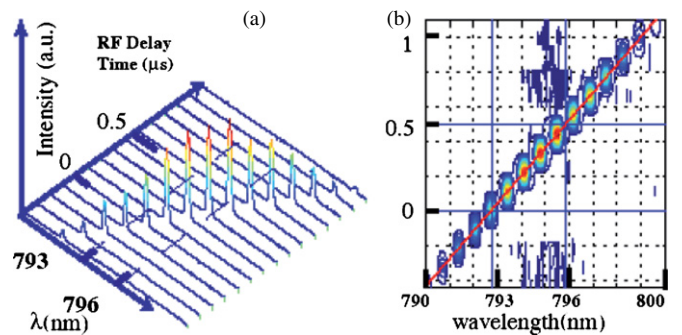 (a)
Intensity (a.u.)
RF Delay
Time (μs)
0.5
0
793
796
λ(nm)
(b)
1
0.5
0
790
793
796
800
wavelength(nm)